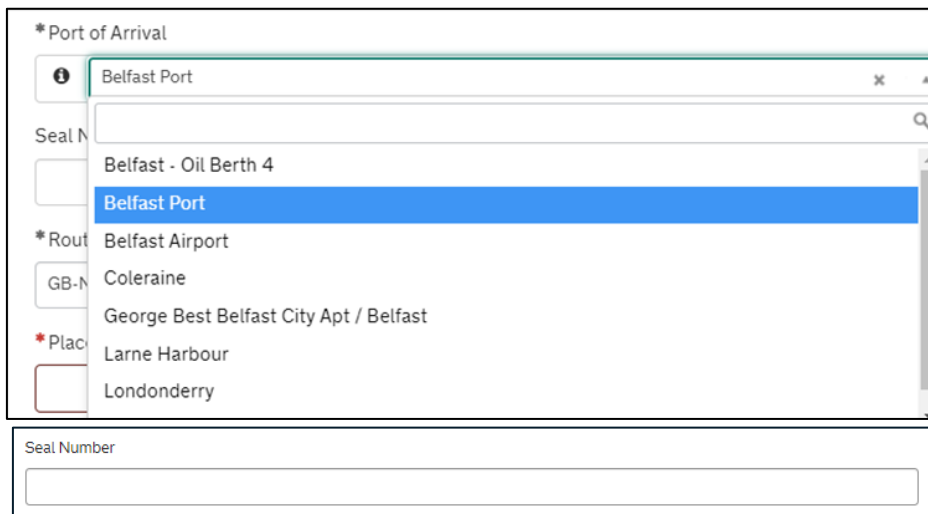 *Port of Arrival
Belfast Port
Seal N
Belfast - Oil Berth 4
Belfast Port
*Rout
Belfast Airport
Coleraine
GB-N
George Best Belfast City Apt / Belfast
*Plac
Larne Harbour
Londonderry
Seal Number